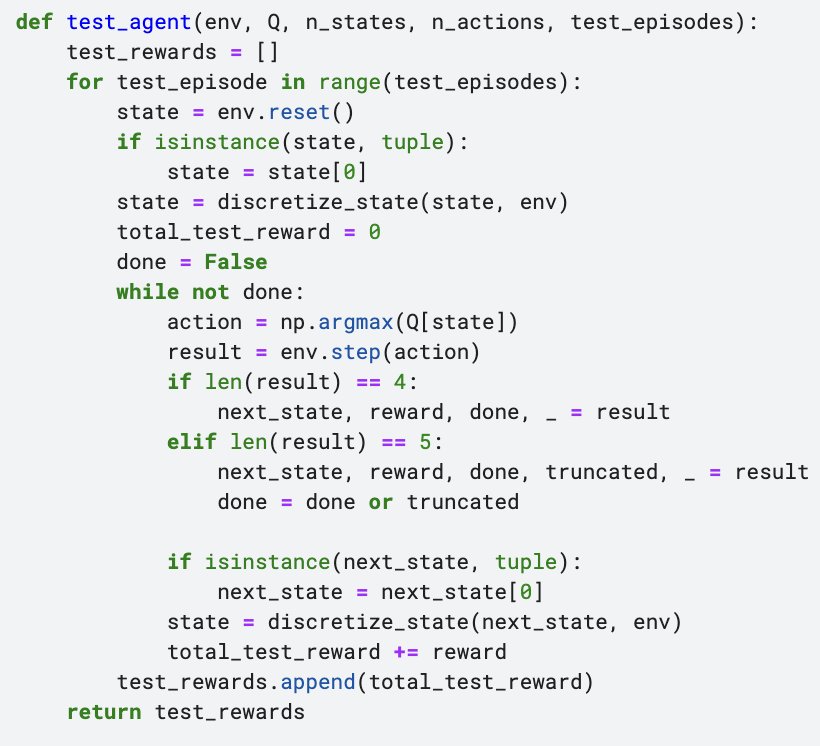 def test_agent(env, Q, n_states, n_actions, test_episodes):
    test_rewards = []
    for test_episode in range(test_episodes):
        state = env.reset()
        if isinstance(state, tuple):
            state = state[0]
        state = discretize_state(state, env)
        total_test_reward = 0
        done = False
        while not done:
            action = np.argmax(Q[state])
            result = env.step(action)
            if len(result) == 4:
                next_state, reward, done, _ = result
            elif len(result) == 5:
                next_state, reward, done, truncated, _ = result
                done = done or truncated

            if isinstance(next_state, tuple):
                next_state = next_state[0]
            state = discretize_state(next_state, env)
            total_test_reward += reward
        test_rewards.append(total_test_reward)
    return test_rewards